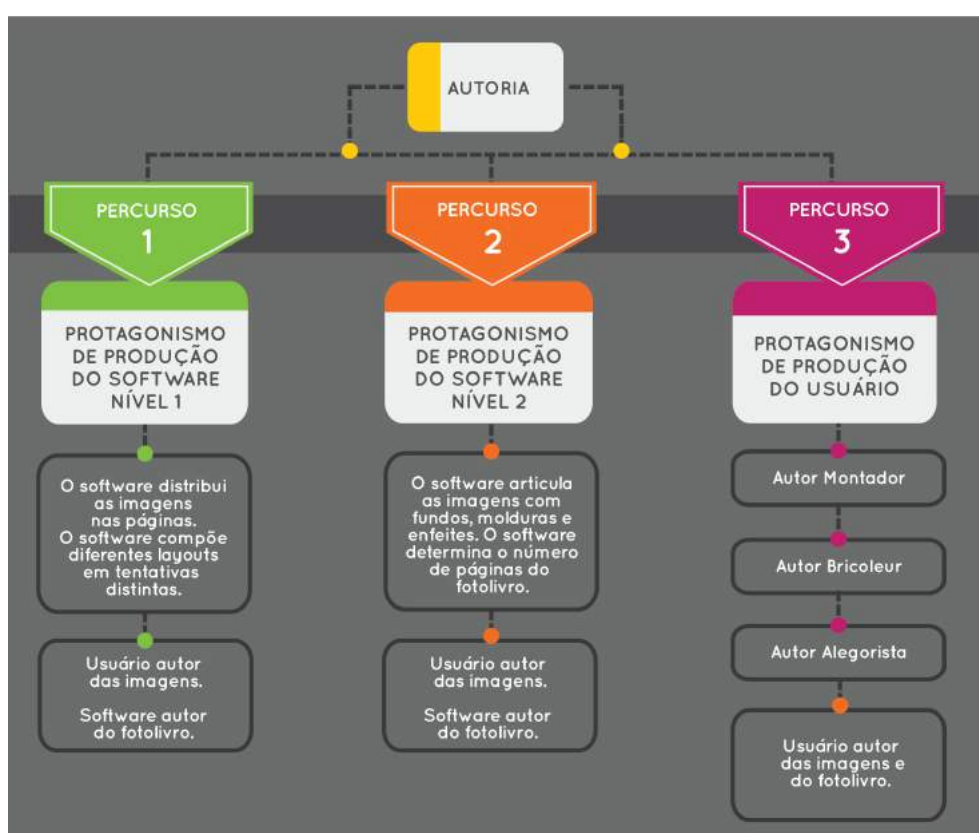 AUTORIA
PERCURSO
1
PROTAGONISMO
DE PRODUÇÃO
DO SOFTWARE
NÍVEL 1
O software distribui
as imagens
nas páginas.
O software compõe
diferentes layouts
em tentativas
distintas.
Usuário autor
das imagens.
Software autor
do fotolivro.
PERCURSO
2
PROTAGONISMO
DE PRODUÇÃO
DO SOFTWARE
NÍVEL 2
O software articula
as imagens com
fundos, molduras e
enfeites. O software
determina o número
de páginas do
fotolivro.
Usuário autor
das imagens.
Software autor
do fotolivro.
PERCURSO
3
PROTAGONISMO
DE PRODUÇÃO
DO USUÁRIO
Autor Montador
Autor Bricoleur
Autor Alegorista
Usuário autor
das imagens e
do fotolivro.